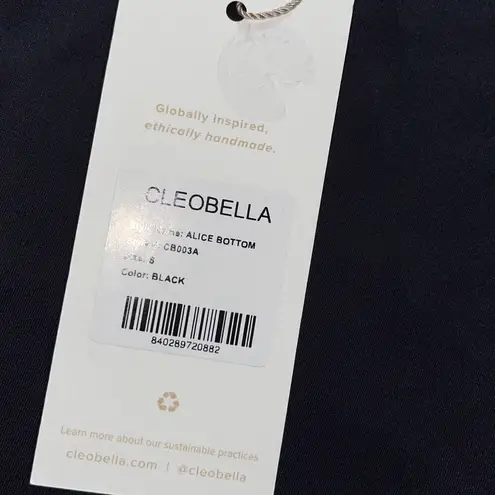 Globally inspired,
ethically handmade.
CLEOBELLA
ALICE BOTTOM
CB003A
S
Color: BLACK
840289720882
Learn more about our sustainable practices
cleobella.com | @cleobella